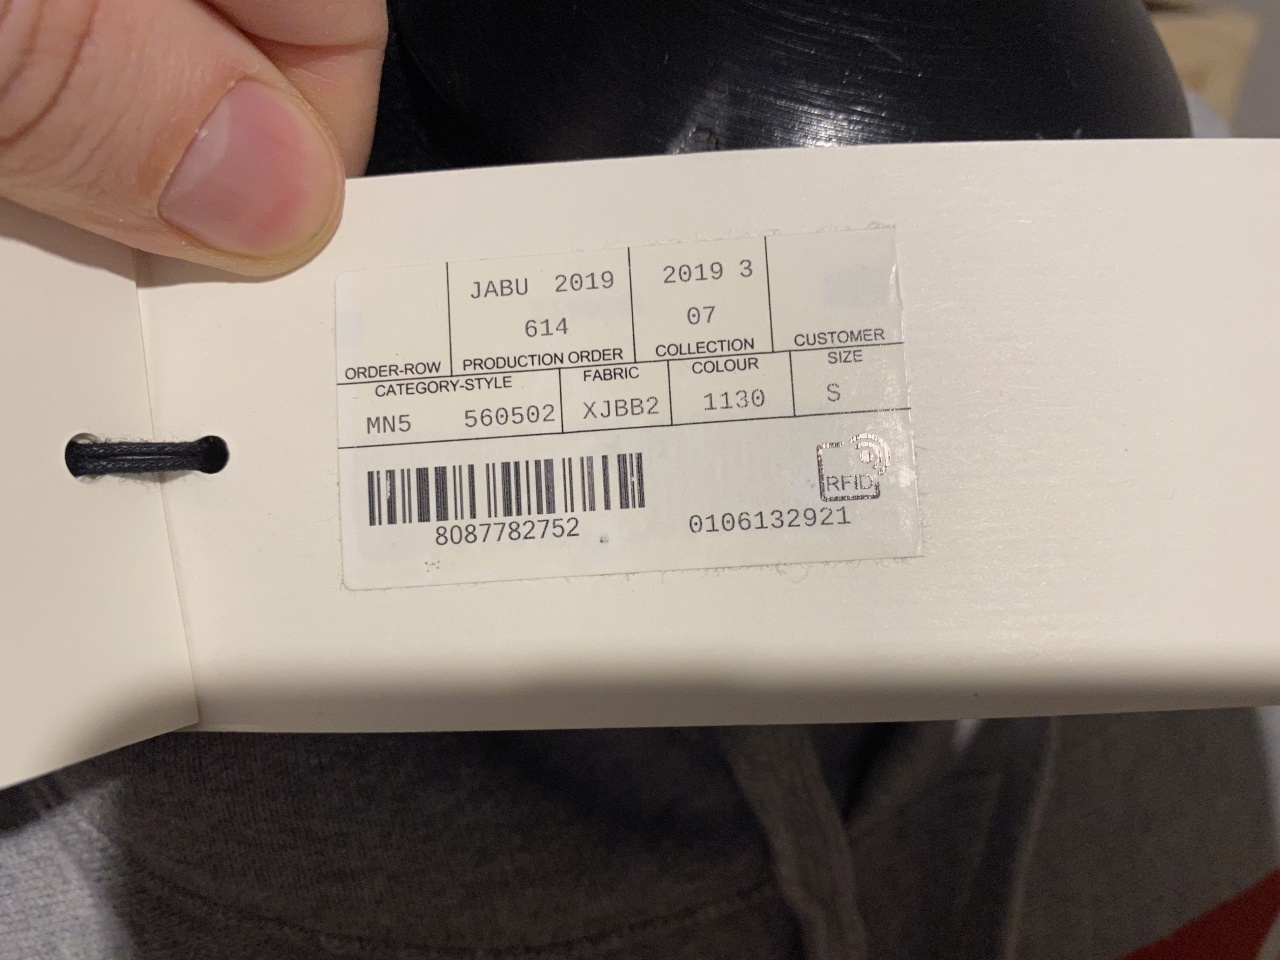 JABU 2019
614
2019 3
07
ORDER-ROW PRODUCTION ORDER COLLECTION CUSTOMER
CATEGORY-STYLE FABRIC COLOUR SIZE
MN5 560502 XJBB2 1130 S
8087782752
RFID
0106132921